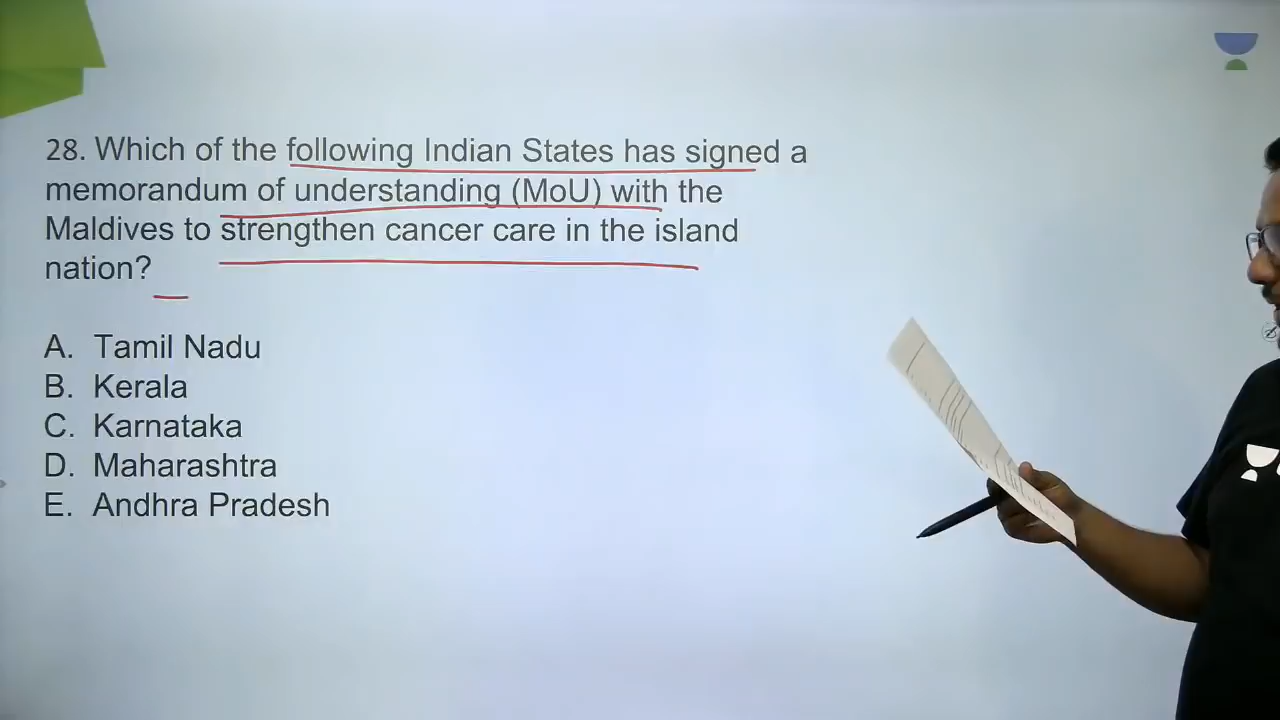 28. Which of the following Indian States has signed a
memorandum of understanding (MoU) with the
Maldives to strengthen cancer care in the island
nation?
A. Tamil Nadu
B. Kerala
C. Karnataka
D. Maharashtra
E. Andhra Pradesh